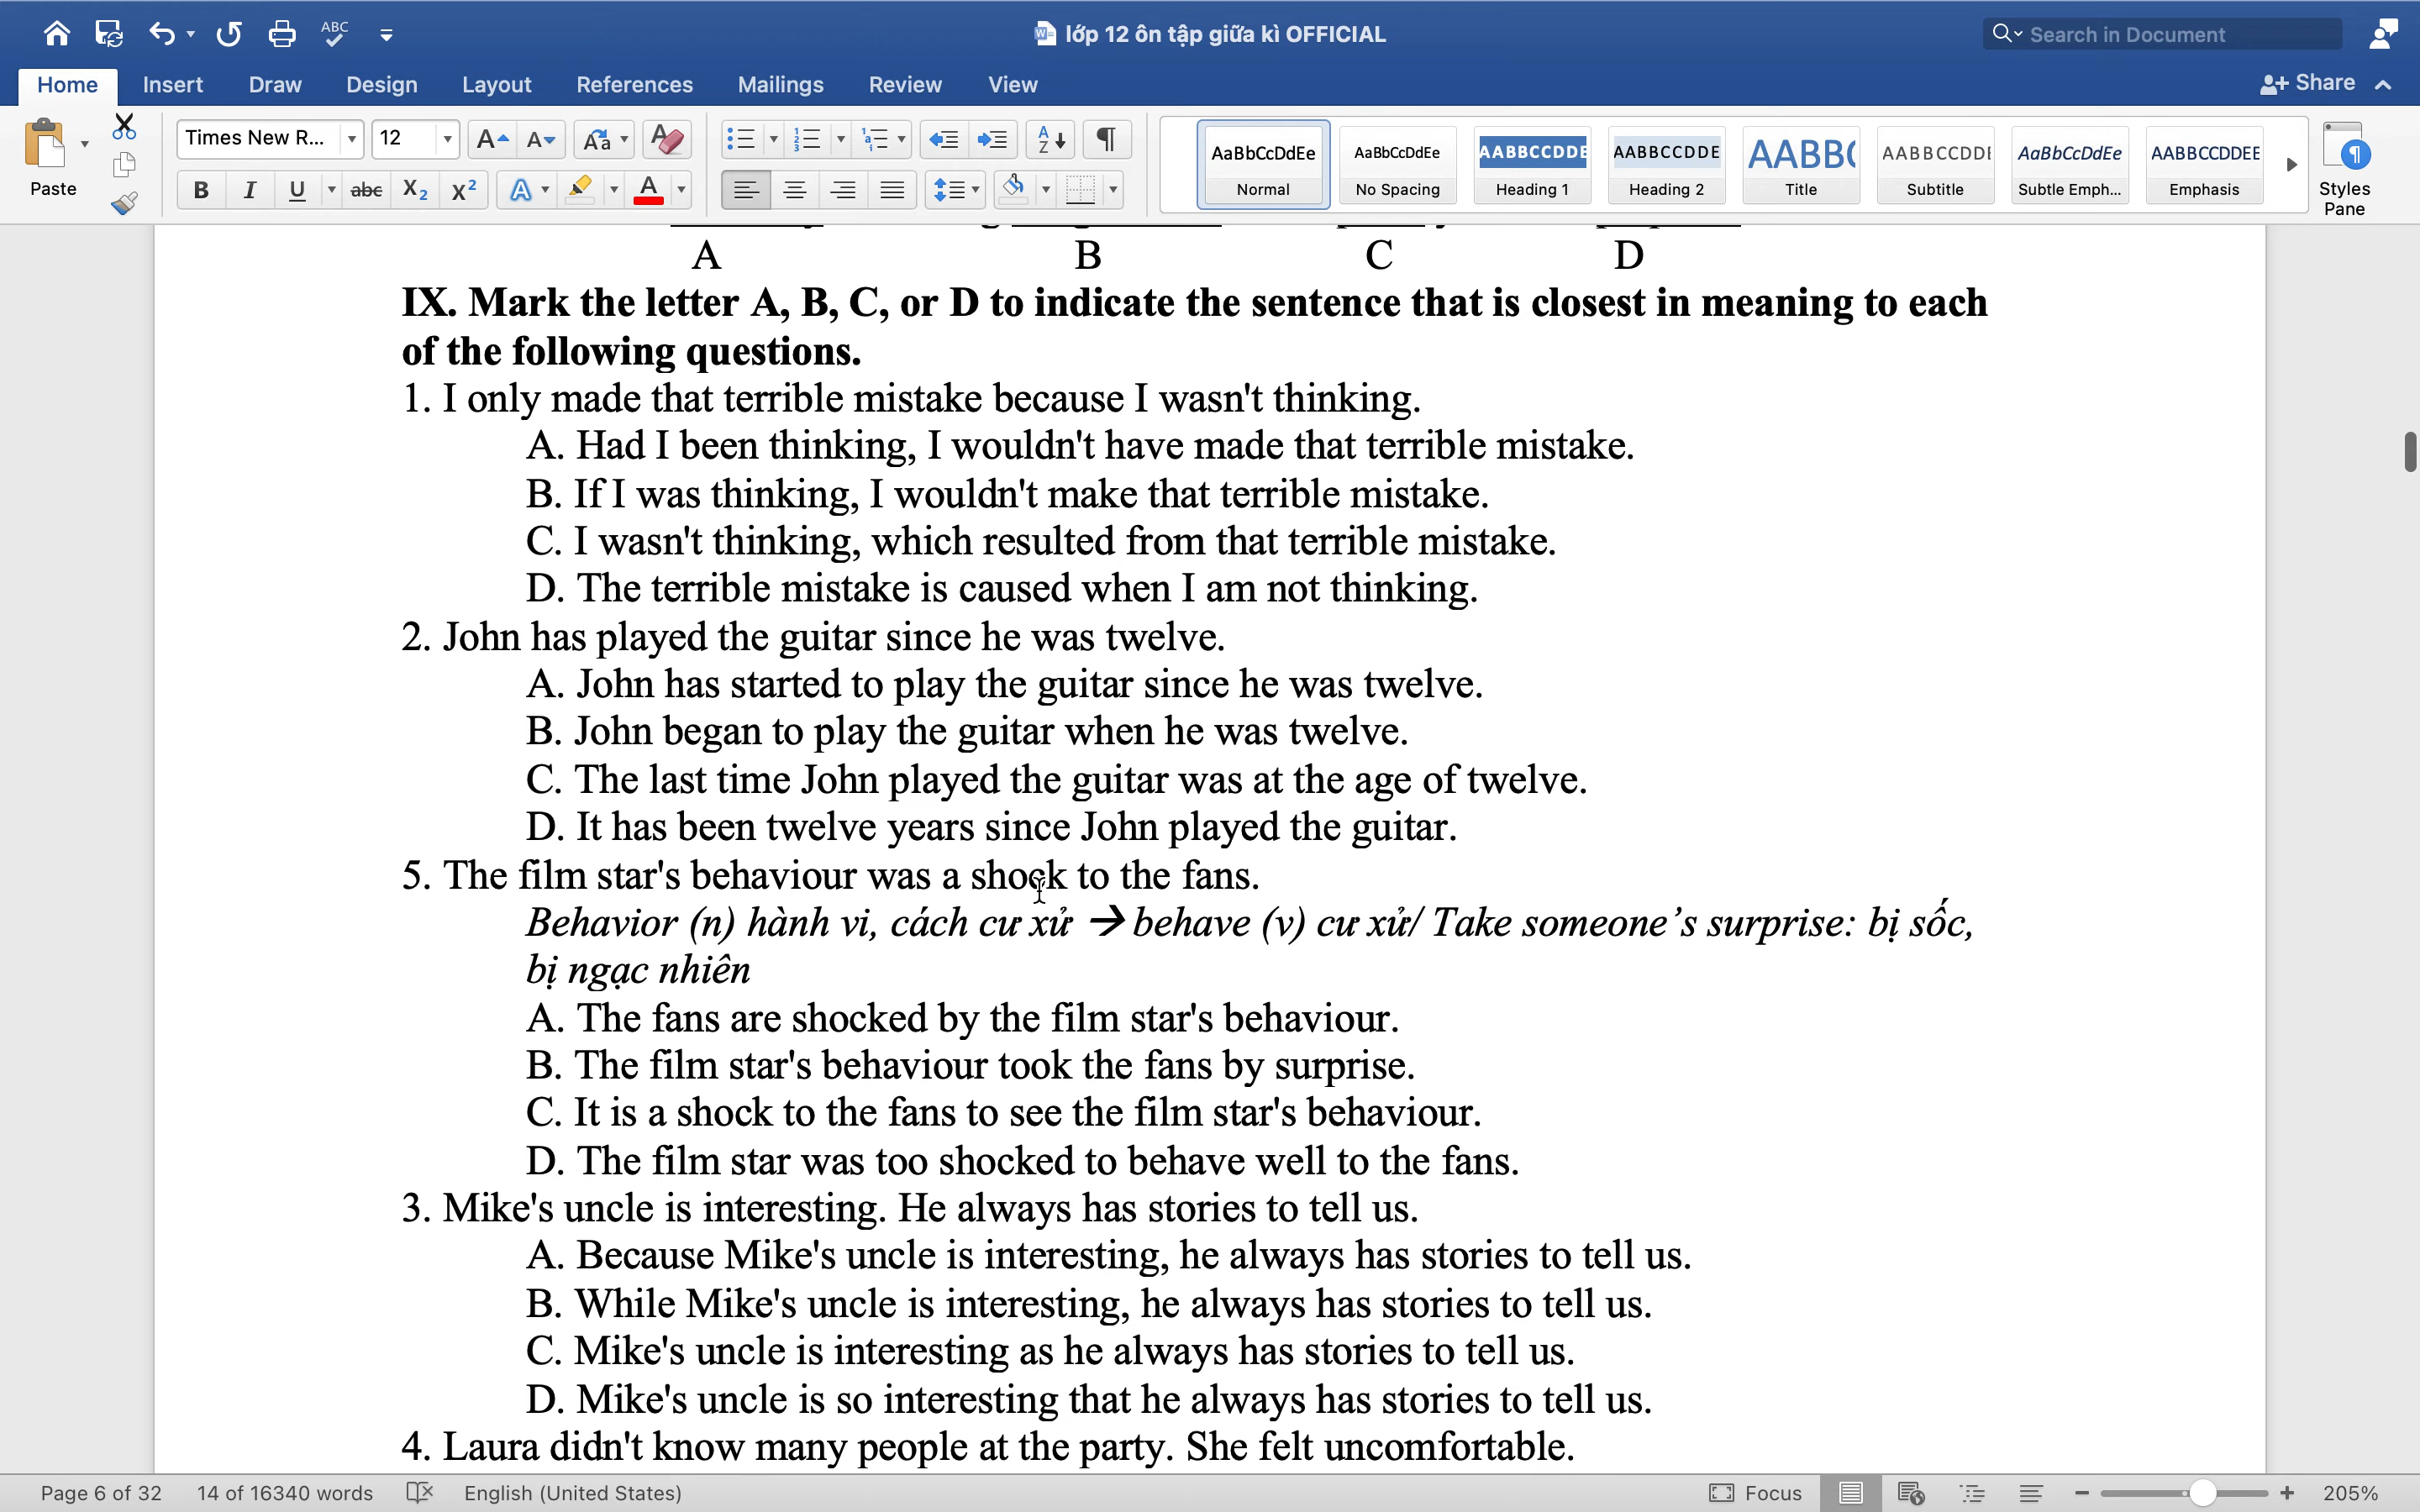 ABC
lớp 12 ôn tập giữa kì OFFICIAL
Search in Document
Home Insert Draw Design Layout References Mailings Review View Share
Paste
Times New R... 12
AaBbCcDdEe AaBbCcDdEe AABBCCDDE AABBCCDDE AABBC AABBCCDDE AaBbCcDdEe AABBCCDDEE
Normal No Spacing Heading 1 Heading 2 Title Subtitle Subtle Emph... Emphasis
Styles
Pane
A B C D
IX. Mark the letter A, B, C, or D to indicate the sentence that is closest in meaning to each
of the following questions.
1. I only made that terrible mistake because I wasn't thinking.
A. Had I been thinking, I wouldn't have made that terrible mistake.
B. If I was thinking, I wouldn't make that terrible mistake.
C. I wasn't thinking, which resulted from that terrible mistake.
D. The terrible mistake is caused when I am not thinking.
2. John has played the guitar since he was twelve.
A. John has started to play the guitar since he was twelve.
B. John began to play the guitar when he was twelve.
C. The last time John played the guitar was at the age of twelve.
D. It has been twelve years since John played the guitar.
5. The film star's behaviour was a shock to the fans.
Behavior (n) hành vi, cách cư xử → behave (v) cư xử/ Take someone’s surprise: bị sốc,
bị ngạc nhiên
A. The fans are shocked by the film star's behaviour.
B. The film star's behaviour took the fans by surprise.
C. It is a shock to the fans to see the film star's behaviour.
D. The film star was too shocked to behave well to the fans.
3. Mike's uncle is interesting. He always has stories to tell us.
A. Because Mike's uncle is interesting, he always has stories to tell us.
B. While Mike's uncle is interesting, he always has stories to tell us.
C. Mike's uncle is interesting as he always has stories to tell us.
D. Mike's uncle is so interesting that he always has stories to tell us.
4. Laura didn't know many people at the party. She felt uncomfortable.
Page 6 of 32 14 of 16340 words English (United States) Focus 205%